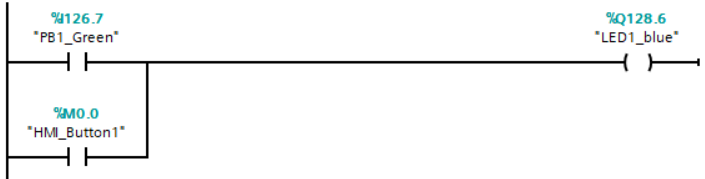 %I126.7
"PB1_Green"
%Q128.6
"LED1_blue"
%M0.0
"HMI_Button1"